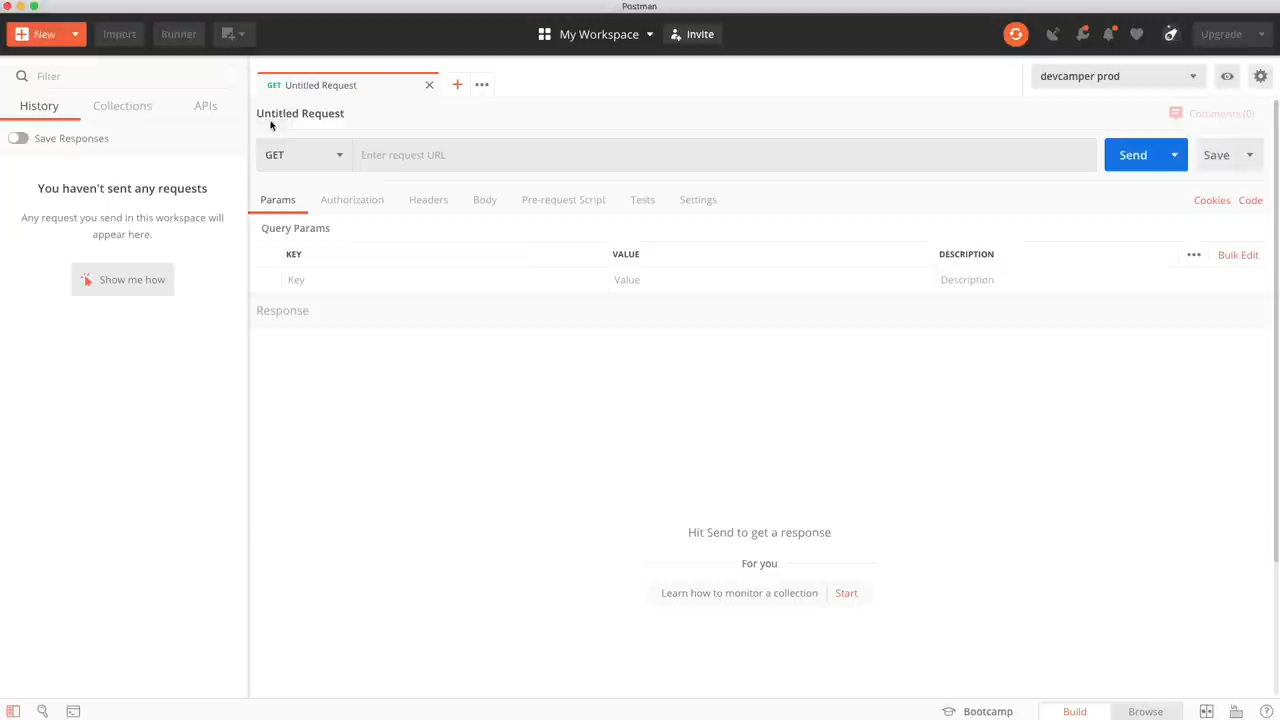 Postman
New
Import
Runner
My Workspace
Invite
Upgrade
Filter
History
Collections
APIs
Save Responses
You haven't sent any requests
Any request you send in this workspace will
appear here.
Show me how
GET Untitled Request
devcamper prod
Untitled Request
Comments (0)
GET
Enter request URL
Send
Save
Params
Authorization
Headers
Body
Pre-request Script
Tests
Settings
Cookies
Code
Query Params
KEY
VALUE
DESCRIPTION
Bulk Edit
Key
Value
Description
Response
Hit Send to get a response
For you
Learn how to monitor a collection
Start
Bootcamp
Build
Browse